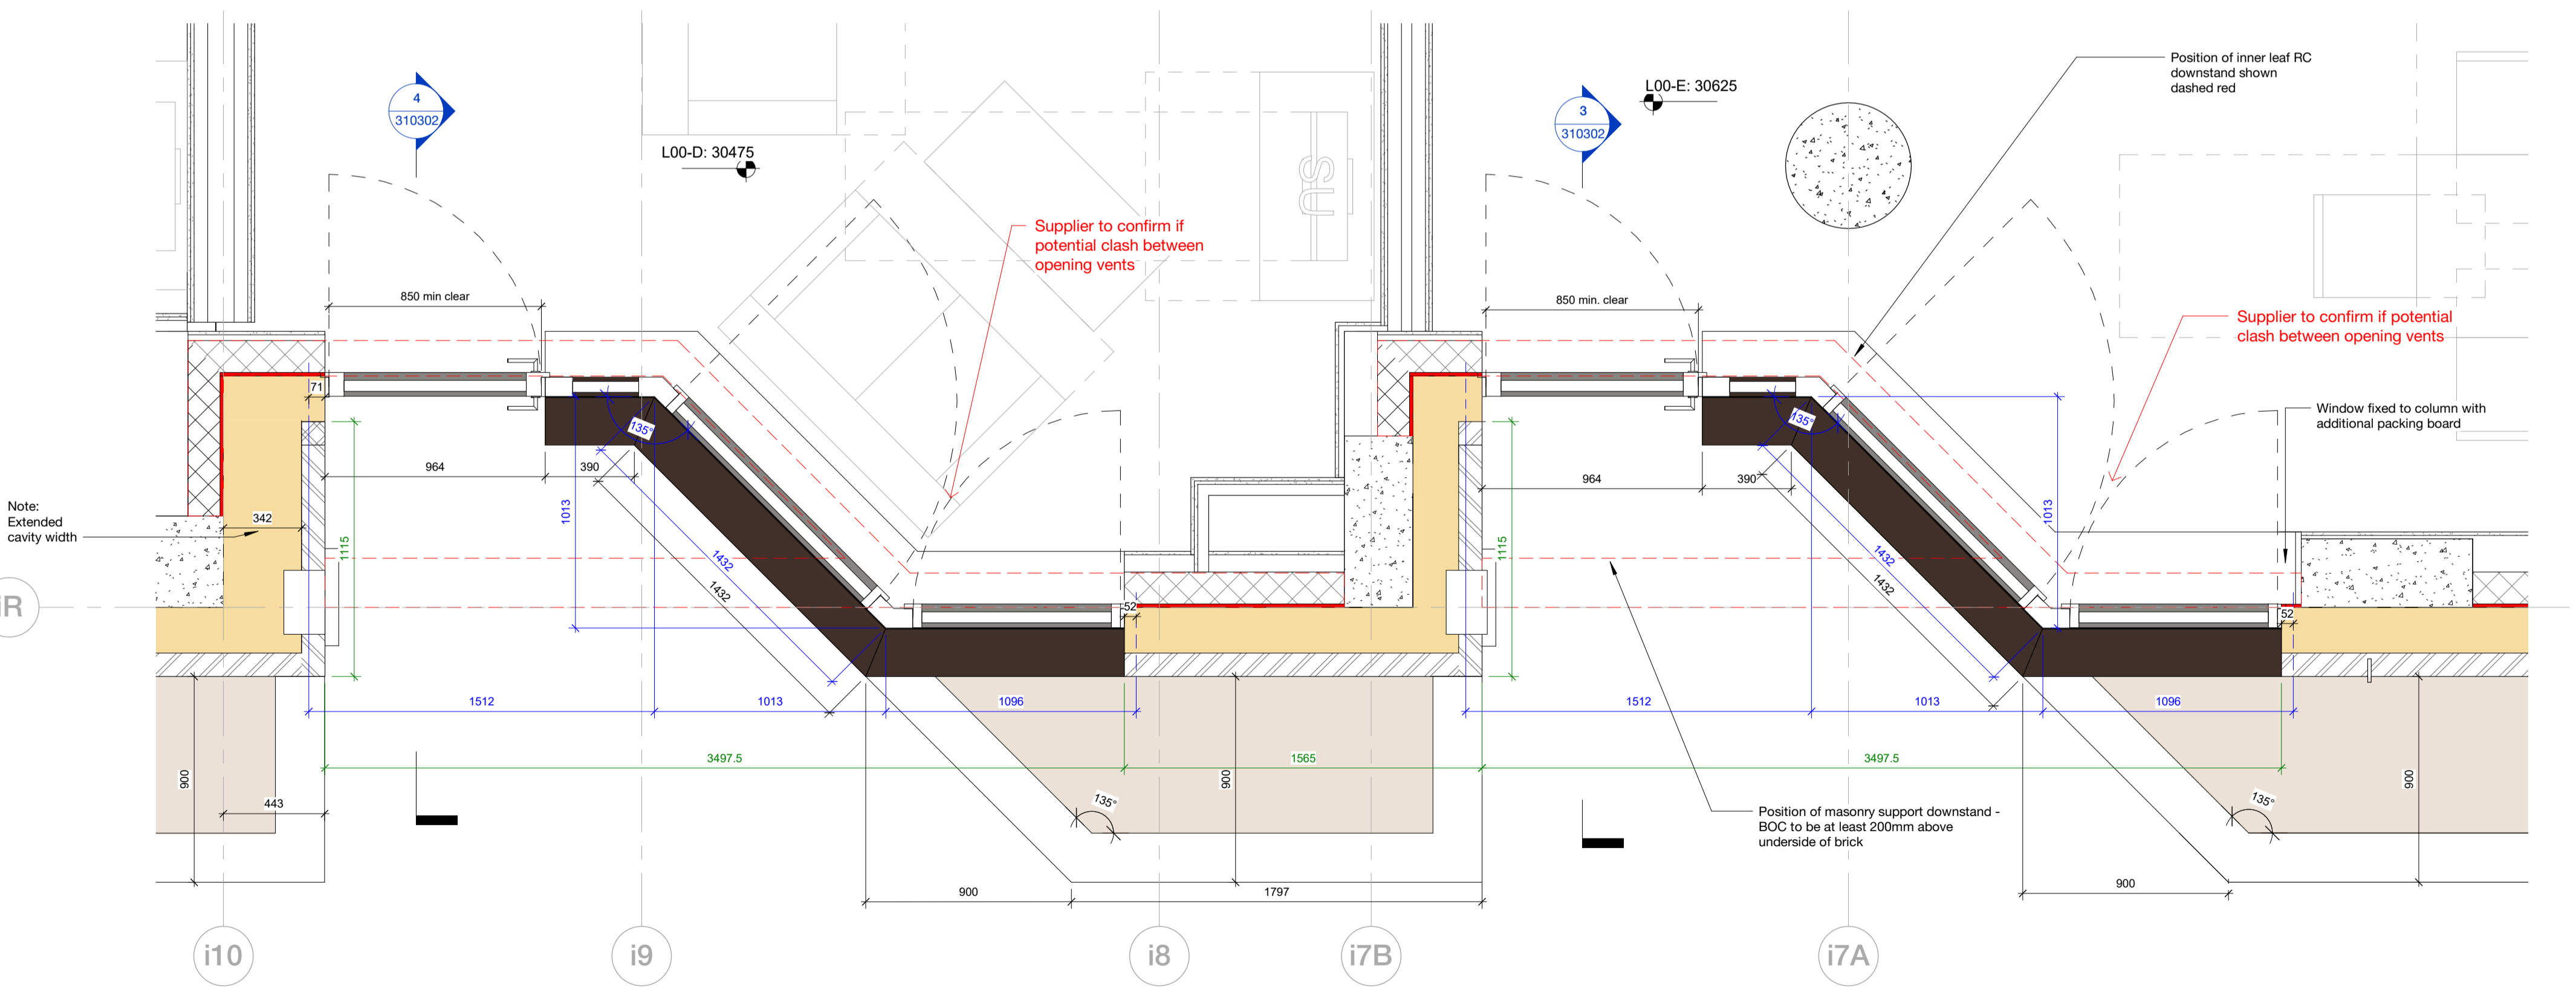 Position of inner leaf RC
downstand shown
dashed red
4
310302
3
310302
L00-E: 30625
L00-D: 30475
SU
Supplier to confirm if
potential clash between
opening vents
850 min clear
850 min. clear
Supplier to confirm if potential
clash between opening vents
71
135°
135°
Window fixed to column with
additional packing board
964
390
964
390
Note:
Extended
cavity width
342
1013
1115
1432
1432
1115
1013
1432
1432
iR
52
52
1512
1013
1096
1512
1013
1096
3497.5
1565
3497.5
900
900
900
443
135°
135°
Position of masonry support downstand -
BOC to be at least 200mm above
underside of brick
900
1797
900
i10
i9
i8
i7B
i7A